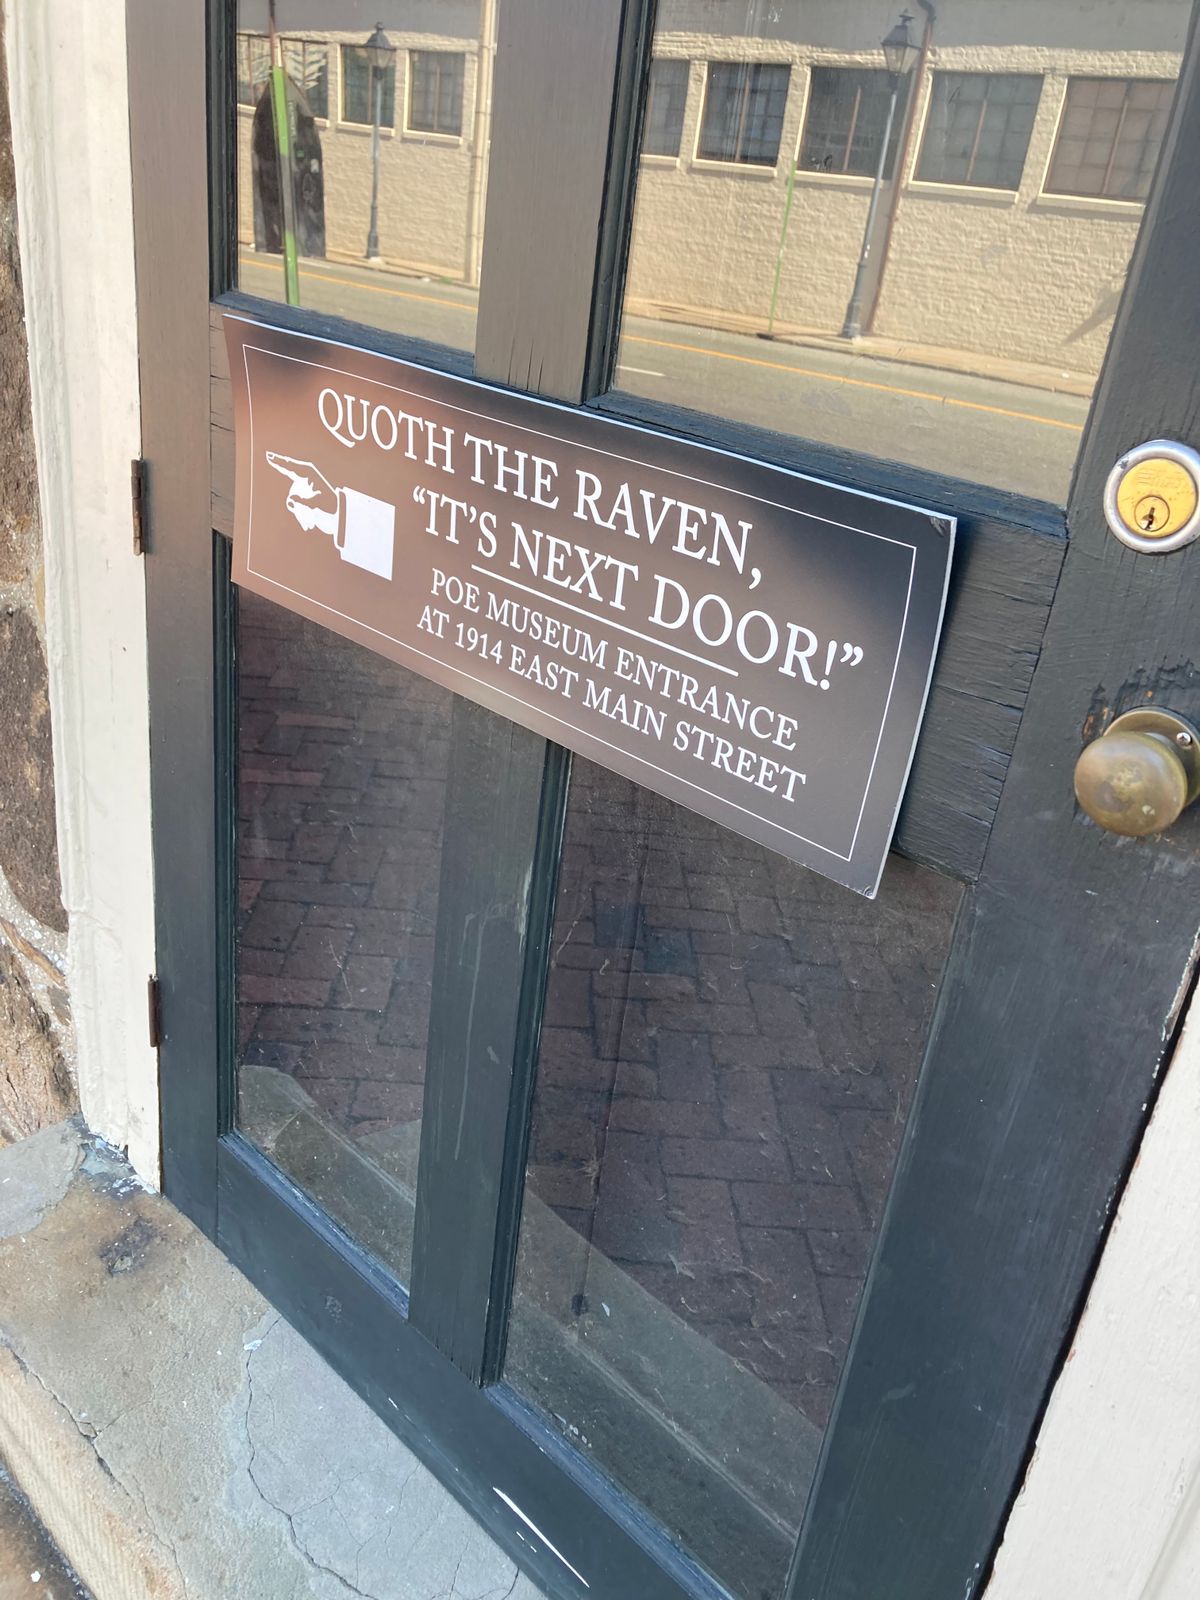 QUOTH THE RAVEN,
“IT’S NEXT DOOR!”
POE MUSEUM ENTRANCE
AT 1914 EAST MAIN STREET